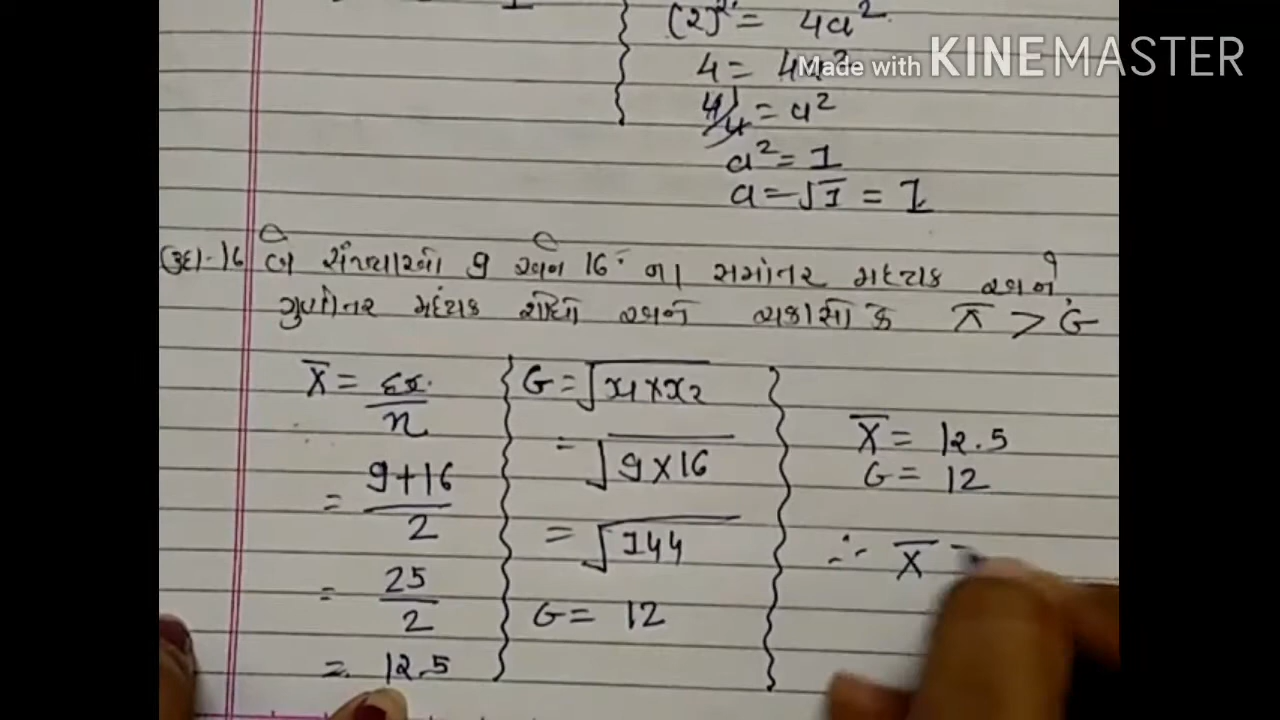 (2)² = 4a²
4 = 4a²
Made with KINEMASTER
4/4 = a²
a² = 1
a = √1 = 1
ઉદા-16 બે સંખ્યાઓ 9 અને 16 ના સમાંતર મધ્યક અને
ગુણોત્તર મધ્યક શોધો અને ચકાસો કે x̄ > G
X̄ = Σx/n
= 9+16/2
= 25/2
= 12.5
G = √x1 × x2
= √9 × 16
= √144
G = 12
X̄ = 12.5
G = 12
∴ X̄